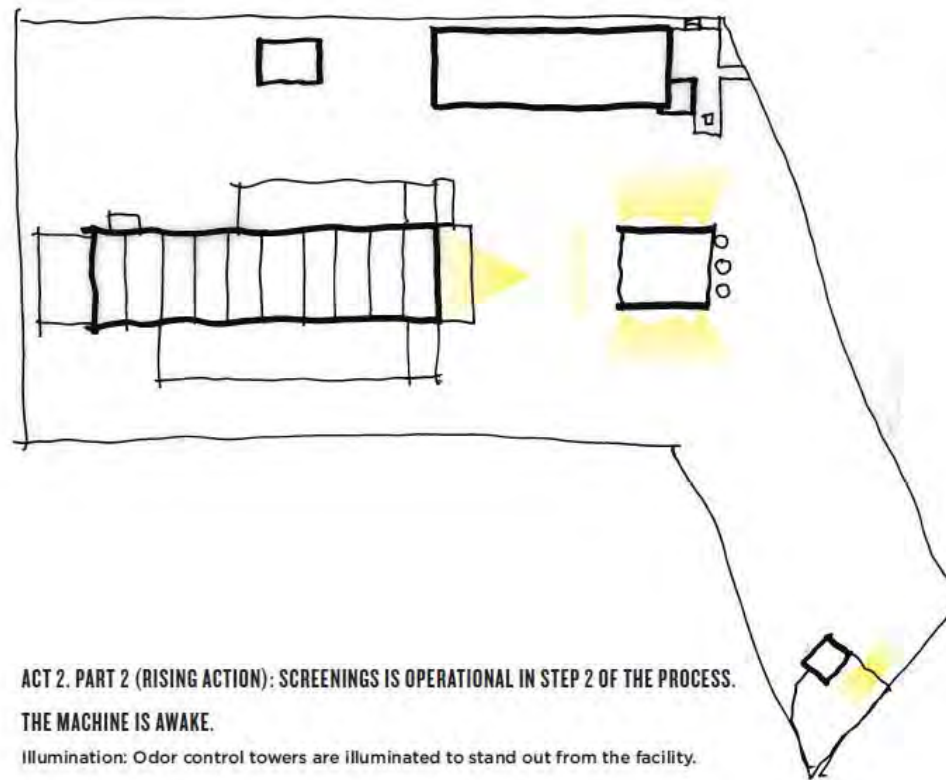 ACT 2. PART 2 (RISING ACTION): SCREENINGS IS OPERATIONAL IN STEP 2 OF THE PROCESS.
THE MACHINE IS AWAKE.
Illumination: Odor control towers are illuminated to stand out from the facility.